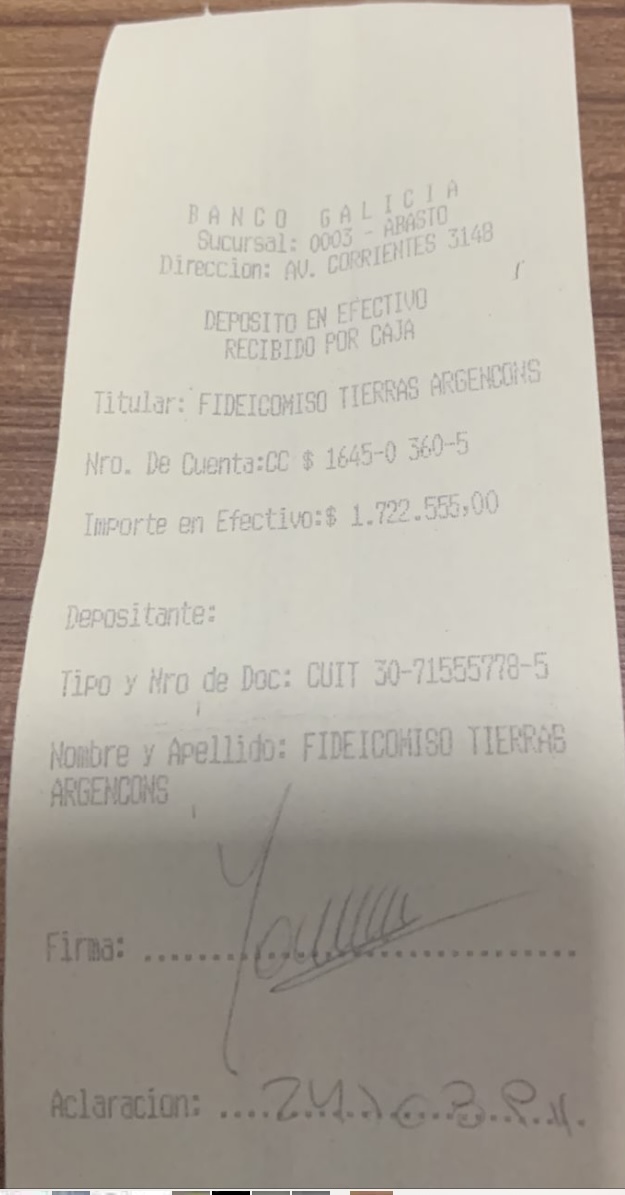 BANCO GALICIA
Sucursal: 0003 - ABASTO
Direccion: AV. CORRIENTES 3148
DEPOSITO EN EFECTIVO
RECIBIDO POR CAJA
Titular: FIDEICOMISO TIERRAS ARGENCONS
Nro. De Cuenta:CC $ 1645-0 360-5
Importe en Efectivo:$ 1.722.555,00
Depositante:
Tipo y Nro de Doc: CUIT 30-71555778-5
Nombre y Apellido: FIDEICOMISO TIERRAS
ARGENCONS
Firma: ................................
Aclaracion: